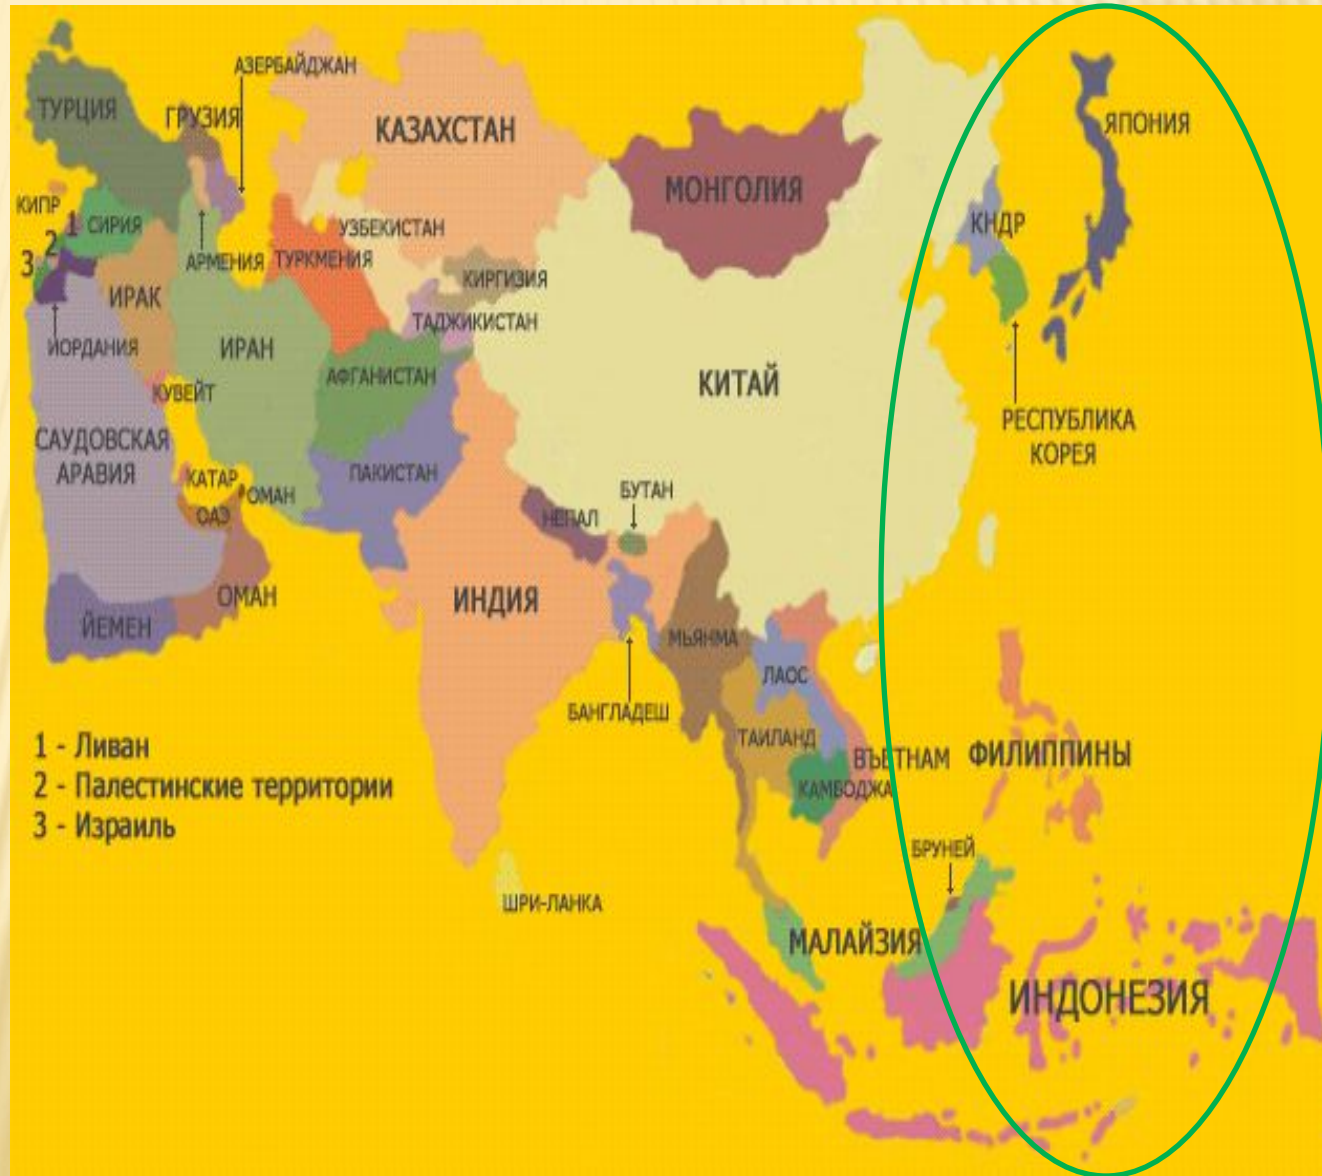 АЗЕРБАЙДЖАН
ТУРЦИЯ
ГРУЗИЯ
КАЗАХСТАН
ЯПОНИЯ
МОНГОЛИЯ
КИПР
1
СИРИЯ
2
3
УЗБЕКИСТАН
КНДР
АРМЕНИЯ
ТУРКМЕНИЯ
КИРГИЗИЯ
ИРАК
ТАДЖИКИСТАН
ИОРДАНИЯ
ИРАН
АФГАНИСТАН
КИТАЙ
КУВЕЙТ
РЕСПУБЛИКА
КОРЕЯ
САУДОВСКАЯ
АРАВИЯ
КАТАР
ОМАН
ПАКИСТАН
БУТАН
ОАЭ
НЕПАЛ
ОМАН
ИНДИЯ
ЙЕМЕН
МЬЯНМА
ЛАОС
БАНГЛАДЕШ
ТАИЛАНД
ВЪЕТНАМ
ФИЛИППИНЫ
КАМБОДЖА
1 - Ливан
2 - Палестинские территории
3 - Израиль
БРУНЕЙ
ШРИ-ЛАНКА
МАЛАЙЗИЯ
ИНДОНЕЗИЯ